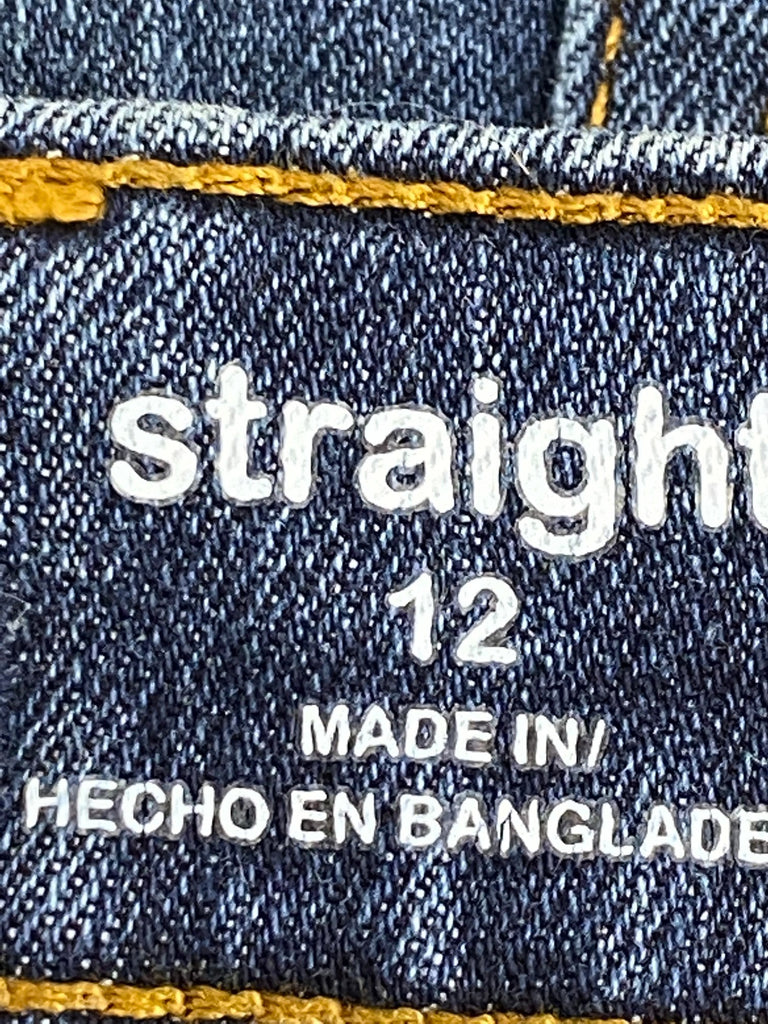 straight
12
MADE IN/
HECHO EN BANGLADE